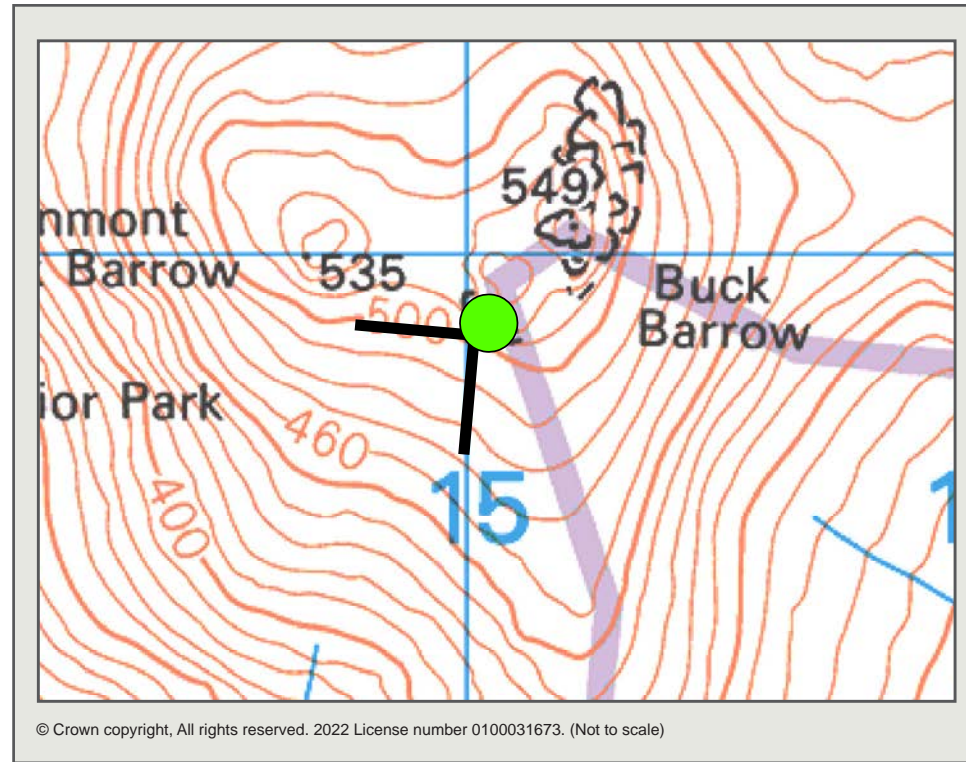 549
nmont
Barrow
535
Buck
Barrow
500
ior Park
460
15
400
1
© Crown copyright, All rights reserved. 2022 License number 0100031673. (Not to scale)